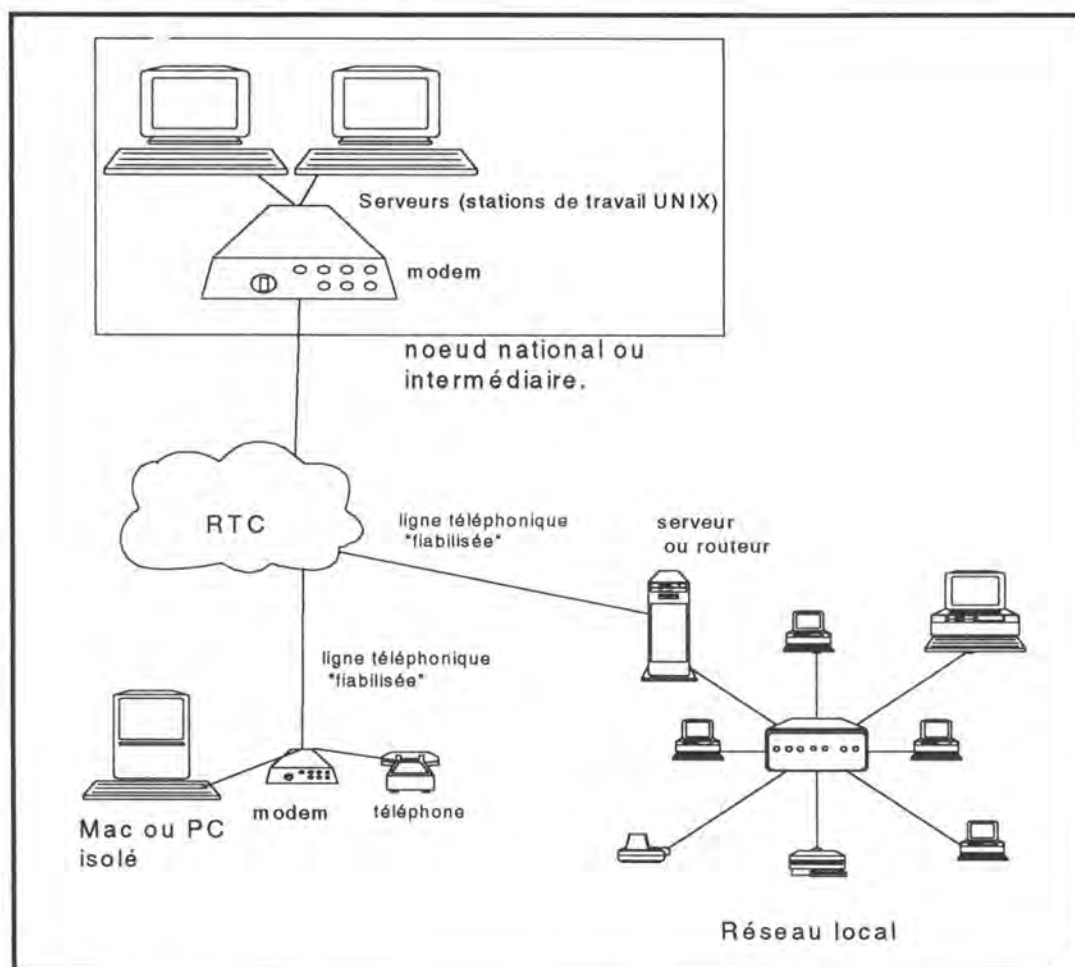 Serveurs (stations de travail UNIX)
modem
noeud national ou
intermédiaire.
RTC
ligne téléphonique
"fiabilisée"
serveur
ou routeur
ligne téléphonique
"fiabilisée"
modem
téléphone
Mac ou PC
isolé
Réseau local